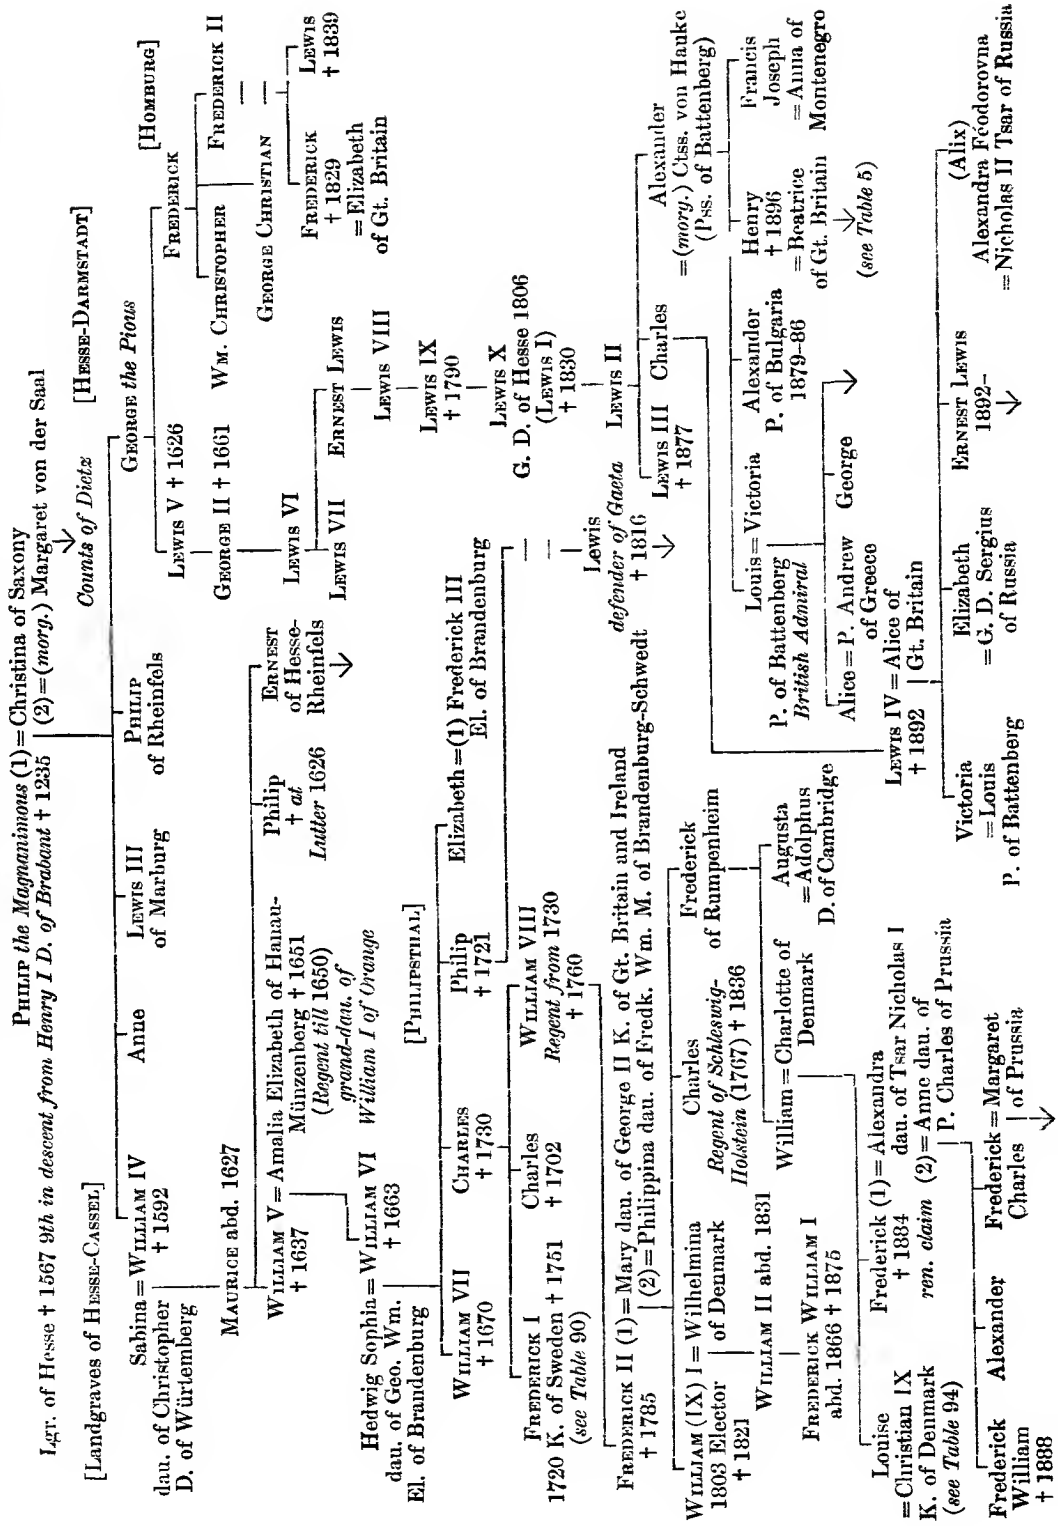 PHILIP the Magnanimous (1)=Christina of Saxony
Lgr. of Hesse † 1567 9th in descent from Henry I D. of Brabant † 1235
(2)=(morg.) Margaret von der Saal
Counts of Dietz
[Landgraves of HESSE-CASSEL]
[HESSE-DARMSTADT]
Sabina=WILLIAM IV
dau. of Christopher † 1592
D. of Würtemberg
Anne
LEWIS III
of Marburg
PHILIP
of Rheinfels
GEORGE the Pious
[HOMBURG]
LEWIS V † 1626
FREDERICK
MAURICE abd. 1627
GEORGE II † 1661
WM. CHRISTOPHER
FREDERICK II
GEORGE CHRISTIAN
FREDERICK
† 1829
=Elizabeth
of Gt. Britain
LEWIS
† 1839
WILLIAM V=Amalia Elizabeth of Hanau-
† 1637
Münzenberg † 1651
(Regent till 1650)
grand-dau. of
William I of Orange
Philip
† at
Lutter 1626
ERNEST
of Hesse-
Rheinfels
LEWIS VI
LEWIS VII
ERNEST LEWIS
LEWIS VIII
Hedwig Sophia=WILLIAM VI
dau. of Geo. Wm. † 1663
El. of Brandenburg
[PHILIPSTHAL]
LEWIS IX
† 1790
WILLIAM VII
† 1670
CHARLES
† 1730
Philip
† 1721
Elizabeth=(1) Frederick III
El. of Brandenburg
LEWIS X
G. D. of Hesse 1806
(LEWIS I)
† 1830
FREDERICK I
1720 K. of Sweden † 1751
(see Table 90)
Charles
† 1702
WILLIAM VIII
Regent from 1730
† 1760
Lewis
defender of Gaeta
† 1816
LEWIS II
FREDERICK II (1)=Mary dau. of George II K. of Gt. Britain and Ireland
† 1785
(2)=Philippina dau. of Fredk. Wm. M. of Brandenburg-Schwedt
LEWIS III
† 1877
Charles
Alexander
=(morg.) Ctss. von Hauke
(Pss. of Battenberg)
WILLIAM (IX) I=Wilhelmina
1803 Elector of Denmark
† 1821
Charles
Regent of Schleswig-
Holstein (1767) † 1836
Frederick
of Rumpenheim
Louis=Victoria
P. of Battenberg
British Admiral
Alexander
P. of Bulgaria
1879-86
Henry
† 1896
=Beatrice
of Gt. Britain
(see Table 5)
Francis
Joseph
=Anna of
Montenegro
WILLIAM II abd. 1831
William=Charlotte of
Denmark
Augusta
=Adolphus
D. of Cambridge
Alice=P. Andrew
of Greece
George
FREDERICK WILLIAM I
abd. 1866 † 1875
LEWIS IV=Alice of
† 1892 Gt. Britain
Louise
=Christian IX
K. of Denmark
(see Table 94)
Frederick (1)=Alexandra
† 1884 dau. of Tsar Nicholas I
ren. claim (2)=Anne dau. of
P. Charles of Prussia
Victoria
=Louis
P. of Battenberg
Elizabeth
=G. D. Sergius
of Russia
ERNEST LEWIS
1892-
(Alix)
Alexandra Féodorovna
=Nicholas II Tsar of Russia
Frederick
William
† 1888
Alexander
Frederick=Margaret
Charles of Prussia